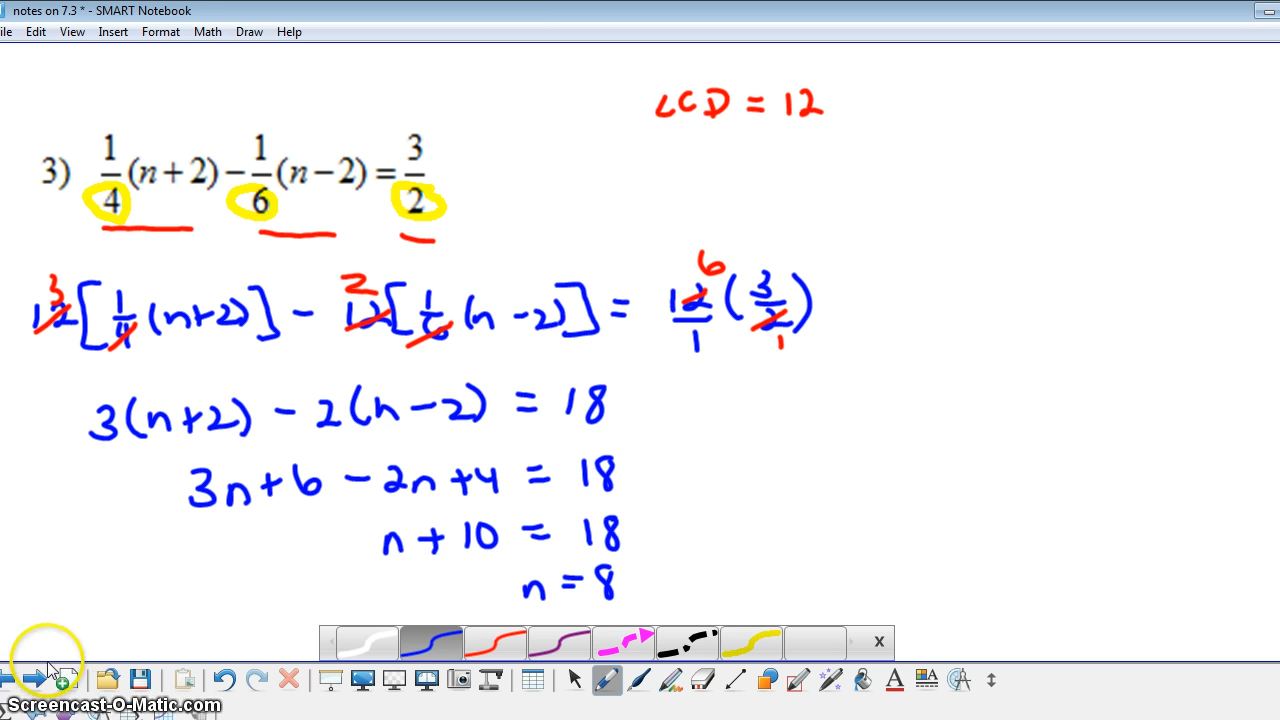 notes on 7.3 * - SMART Notebook
ile Edit View Insert Format Math Draw Help
LCD = 12
3) 1/4 (n + 2) − 1/6 (n − 2) = 3/2
3 2 6
12[1/4 (n+2)] − 12[1/6 (n − 2)] = 12/1 (3/2)
1
3(n+2) − 2(n − 2) = 18
3n + 6 − 2n + 4 = 18
n + 10 = 18
n = 8
x
A
Screencast-O-Matic.com